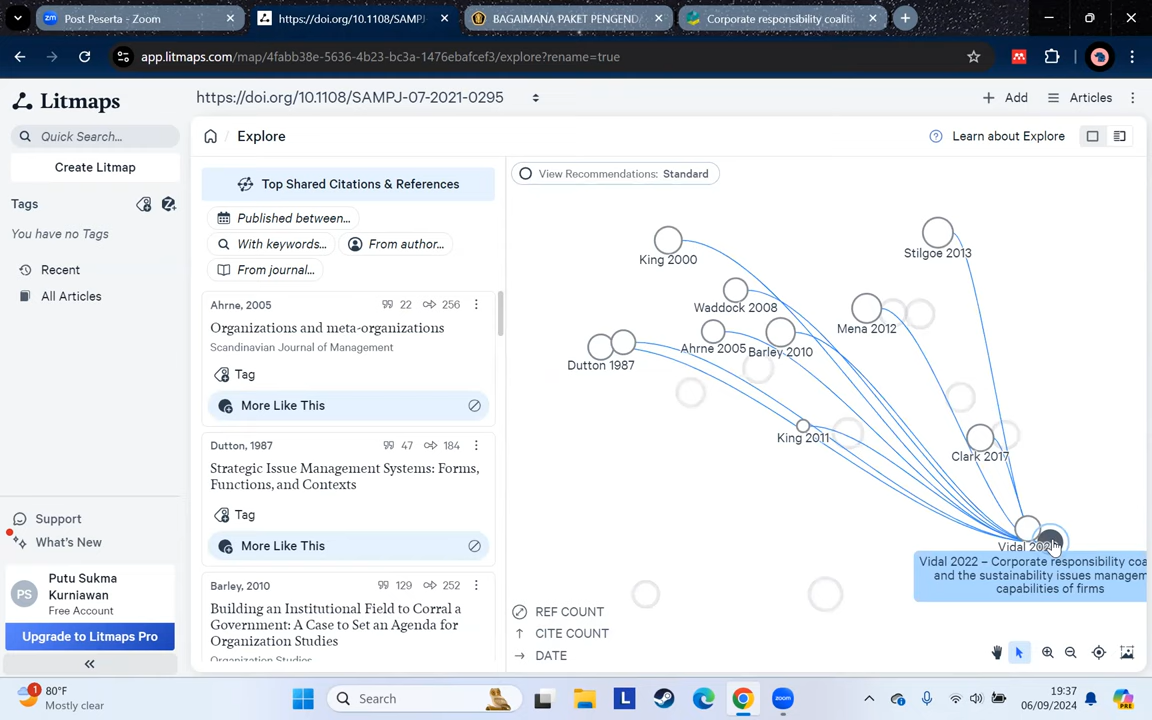 zm Post Peserta - Zoom
https://doi.org/10.1108/SAMPJ
BAGAIMANA PAKET PENGEND
Corporate responsibility coaliti
app.litmaps.com/map/4fabb38e-5636-4b23-bc3a-1476ebafcef3/explore?rename=true
Litmaps
https://doi.org/10.1108/SAMPJ-07-2021-0295
Add
Articles
Quick Search...
Create Litmap
Tags
You have no Tags
Recent
All Articles
Support
What's New
PS
Putu Sukma
Kurniawan
Free Account
Upgrade to Litmaps Pro
Explore
Learn about Explore
Top Shared Citations & References
Published between...
With keywords...
From author...
From journal...
Ahrne, 2005
22
256
Organizations and meta-organizations
Scandinavian Journal of Management
Tag
More Like This
Dutton, 1987
47
184
Strategic Issue Management Systems: Forms,
Functions, and Contexts
Tag
More Like This
Barley, 2010
129
252
Building an Institutional Field to Corral a
Government: A Case to Set an Agenda for
Organization Studies
Organization Studies
View Recommendations: Standard
King 2000
Stilgoe 2013
Waddock 2008
Mena 2012
Ahrne 2005
Barley 2010
Dutton 1987
King 2011
Clark 2017
Vidal 202
Vidal 2022 – Corporate responsibility coa
and the sustainability issues managem
capabilities of firms
REF COUNT
CITE COUNT
DATE
1
80°F
Mostly clear
Search
L
zoom
PRE
19:37
06/09/2024